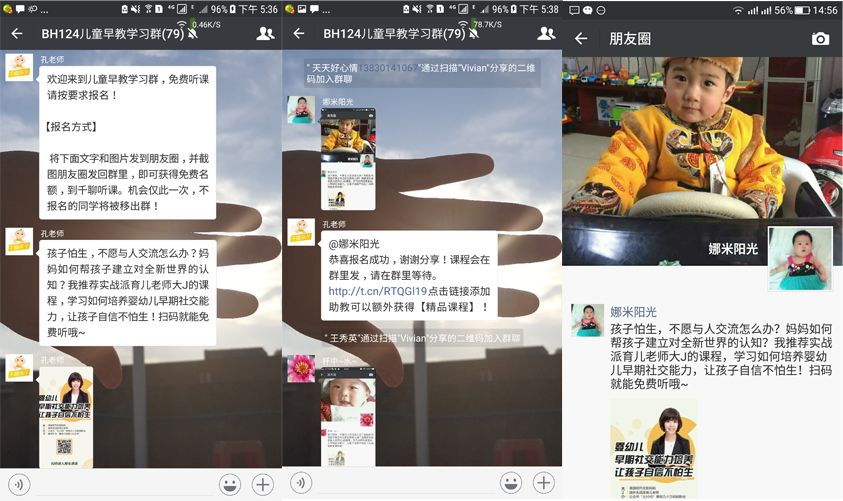 96% 下午 5:36
0.46K/S
BH124儿童早教学习群(79)
孔老师
欢迎来到儿童早教学习群，免费听课
请按要求报名！
【报名方式】
将下面文字和图片发到朋友圈，并截
图朋友圈发回群里，即可获得免费名
额，到千聊听课。机会仅此一次，不
报名的同学将被移出群！
孔老师
孩子怕生，不愿与人交流怎么办？妈
妈如何帮孩子建立对全新世界的认
知？我推荐实战派育儿老师大J的课
程，学习如何培养婴幼儿早期社交能
力，让孩子自信不怕生！扫码就能免
费听哦~
孔老师
婴幼儿
早期社交能力培养
让孩子自信不怕生
96% 下午 5:38
78.7K/S
BH124儿童早教学习群(79)
"天天好心情13830141067"通过扫描"Vivian"分享的二维
码加入群聊
娜米阳光
孔老师
@娜米阳光
恭喜报名成功，谢谢分享！课程会在
群里发，请在群里等待。
http://t.cn/RTQGl19点击链接添加
助教可以额外获得【精品课程】！
"王秀英"通过扫描"Vivian"分享的二维码加入群聊
56% 14:56
朋友圈
娜米阳光
娜米阳光
孩子怕生，不愿与人交流怎么办？妈妈如何
帮孩子建立对全新世界的认知？我推荐实战
派育儿老师大J的课程，学习如何培养婴幼
儿早期社交能力，让孩子自信不怕生！扫码
就能免费听哦~
婴幼儿
早期社交能力培养
让孩子自信不怕生